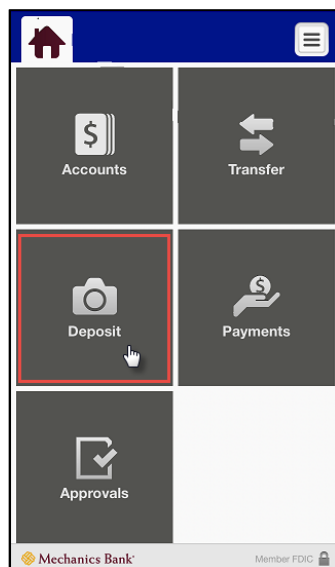 Accounts
Transfer
Deposit
Payments
Approvals
Mechanics Bank
Member FDIC